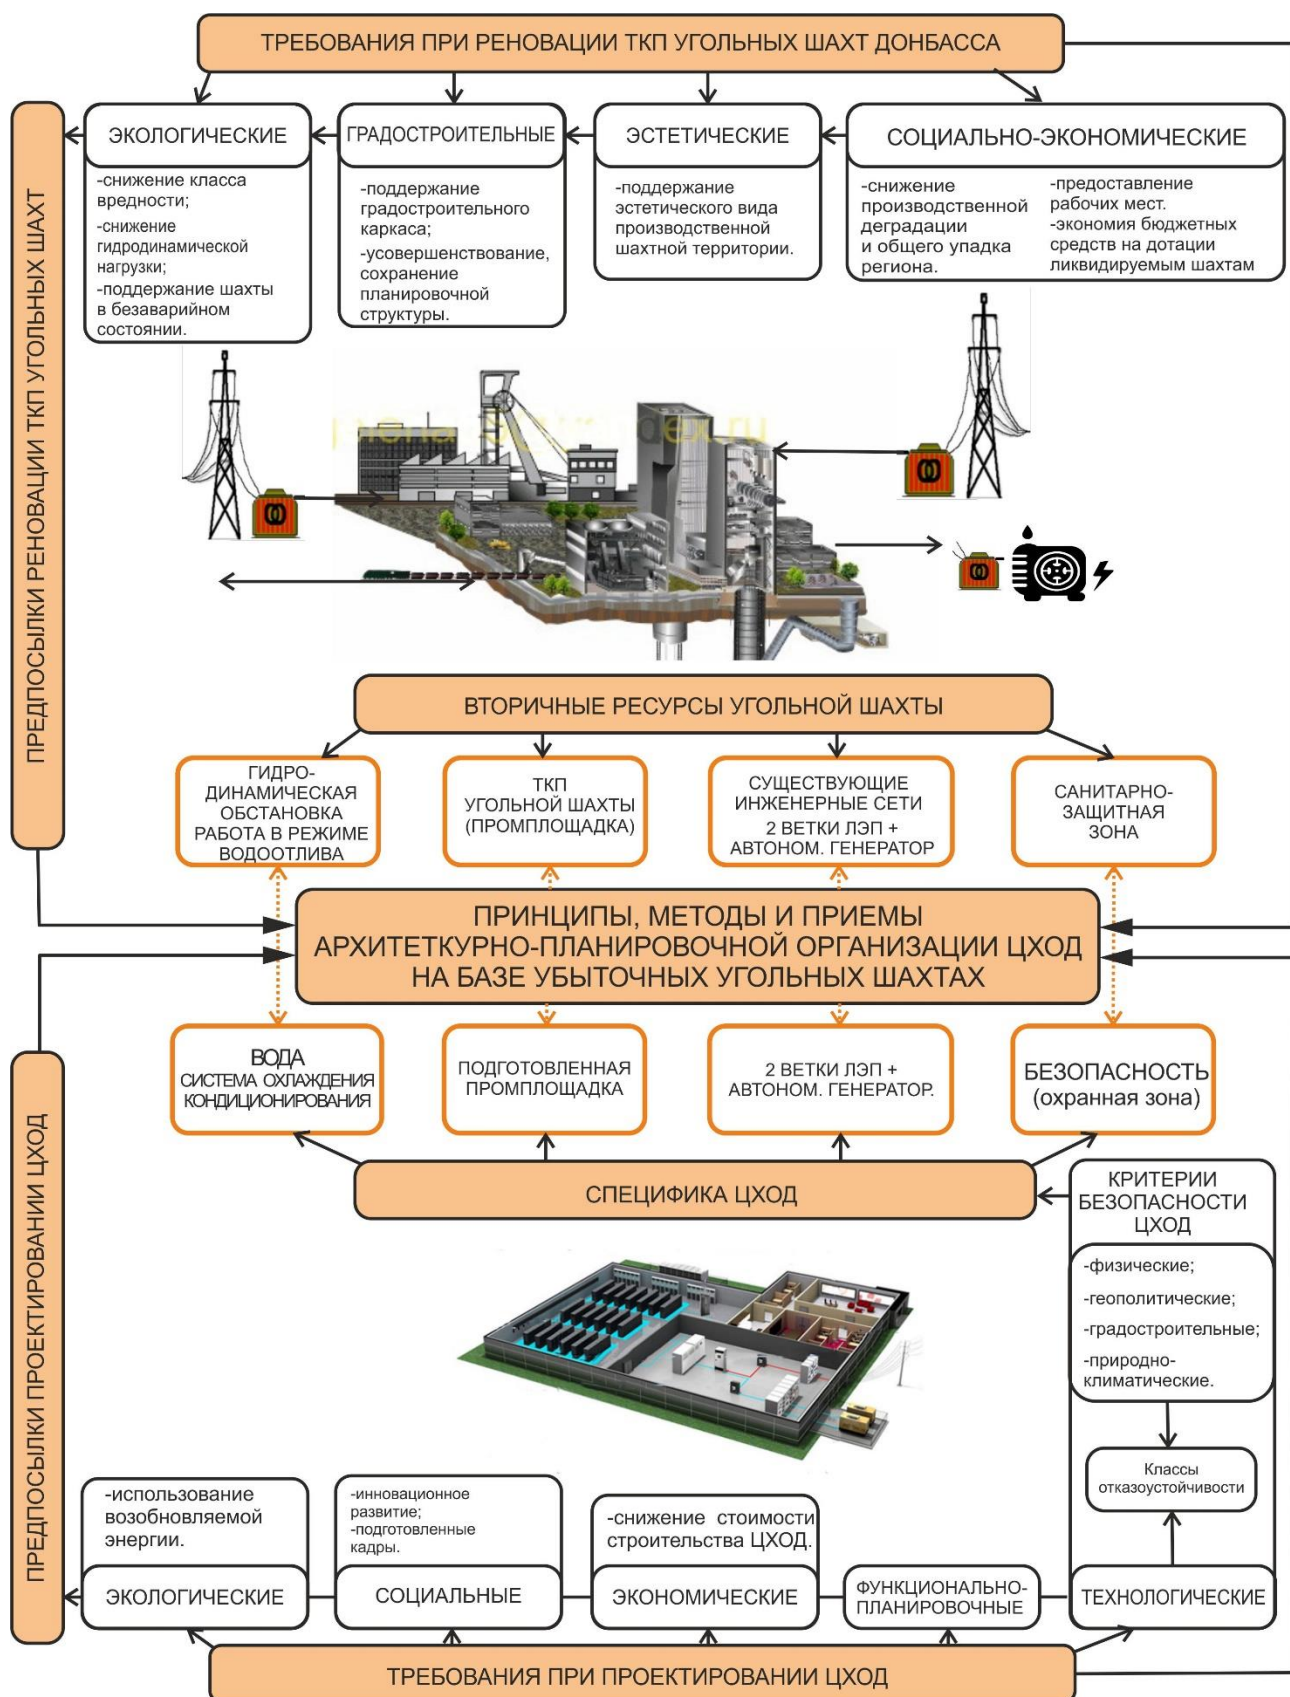 ТРЕБОВАНИЯ ПРИ РЕНОВАЦИИ ТКП УГОЛЬНЫХ ШАХТ ДОНБАССА
ПРЕДПОСЫЛКИ РЕНОВАЦИИ ТКП УГОЛЬНЫХ ШАХТ
ЭКОЛОГИЧЕСКИЕ
-снижение класса
вредности;
-снижение
гидродинамической
нагрузки;
-поддержание шахты
в безаварийном
состоянии.
ГРАДОСТРОИТЕЛЬНЫЕ
-поддержание
градостроительного
каркаса;
-усовершенствование,
сохранение
планировочной
структуры.
ЭСТЕТИЧЕСКИЕ
-поддержание
эстетического вида
производственной
шахтной территории.
СОЦИАЛЬНО-ЭКОНОМИЧЕСКИЕ
-снижение
производственной
деградации
и общего упадка
региона.
-предоставление
рабочих мест.
-экономия бюджетных
средств на дотации
ликвидируемым шахтам
ВТОРИЧНЫЕ РЕСУРСЫ УГОЛЬНОЙ ШАХТЫ
ГИДРО-
ДИНАМИЧЕСКАЯ
ОБСТАНОВКА
РАБОТА В РЕЖИМЕ
ВОДООТЛИВА
ТКП
УГОЛЬНОЙ ШАХТЫ
(ПРОМПЛОЩАДКА)
СУЩЕСТВУЮЩИЕ
ИНЖЕНЕРНЫЕ СЕТИ
2 ВЕТКИ ЛЭП +
АВТОНОМ. ГЕНЕРАТОР
САНИТАРНО-
ЗАЩИТНАЯ
ЗОНА
ПРИНЦИПЫ, МЕТОДЫ И ПРИЕМЫ
АРХИТЕТКУРНО-ПЛАНИРОВОЧНОЙ ОРГАНИЗАЦИИ ЦХОД
НА БАЗЕ УБЫТОЧНЫХ УГОЛЬНЫХ ШАХТАХ
ВОДА
СИСТЕМА ОХЛАЖДЕНИЯ
КОНДИЦИОНИРОВАНИЯ
ПОДГОТОВЛЕННАЯ
ПРОМПЛОЩАДКА
2 ВЕТКИ ЛЭП +
АВТОНОМ. ГЕНЕРАТОР.
БЕЗОПАСНОСТЬ
(охранная зона)
СПЕЦИФИКА ЦХОД
КРИТЕРИИ
БЕЗОПАСНОСТИ
ЦХОД
-физические;
-геополитические;
-градостроительные;
-природно-
климатические.
Классы
отказоустойчивости
ПРЕДПОСЫЛКИ ПРОЕКТИРОВАНИИ ЦХОД
-использование
возобновляемой
энергии.
ЭКОЛОГИЧЕСКИЕ
-инновационное
развитие;
-подготовленные
кадры.
СОЦИАЛЬНЫЕ
-снижение стоимости
строительства ЦХОД.
ЭКОНОМИЧЕСКИЕ
ФУНКЦИОНАЛЬНО-
ПЛАНИРОВОЧНЫЕ
ТЕХНОЛОГИЧЕСКИЕ
ТРЕБОВАНИЯ ПРИ ПРОЕКТИРОВАНИИ ЦХОД